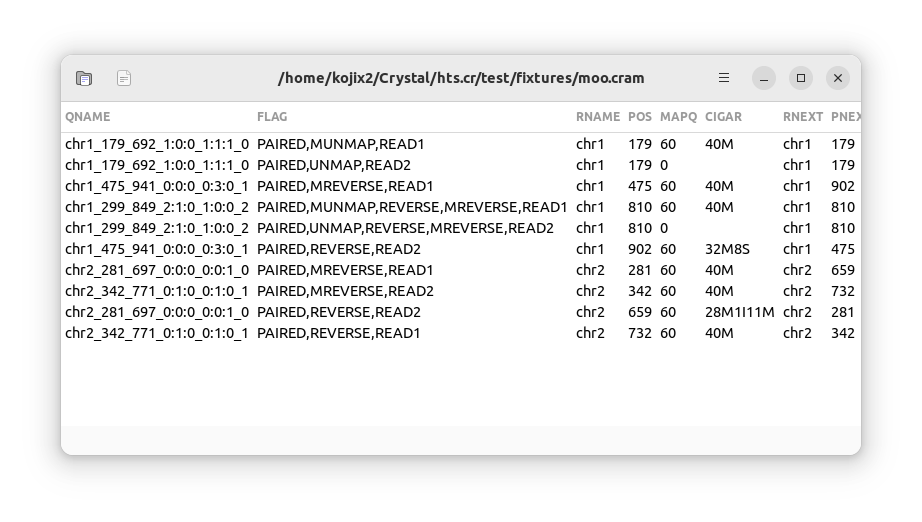 /home/kojix2/Crystal/hts.cr/test/fixtures/moo.cram
QNAME FLAG RNAME POS MAPQ CIGAR RNEXT PNEX
chr1_179_692_1:0:0_1:1:1_0 PAIRED,MUNMAP,READ1 chr1 179 60 40M chr1 179
chr1_179_692_1:0:0_1:1:1_0 PAIRED,UNMAP,READ2 chr1 179 0 chr1 179
chr1_475_941_0:0:0_0:3:0_1 PAIRED,MREVERSE,READ1 chr1 475 60 40M chr1 902
chr1_299_849_2:1:0_1:0:0_2 PAIRED,MUNMAP,REVERSE,MREVERSE,READ1 chr1 810 60 40M chr1 810
chr1_299_849_2:1:0_1:0:0_2 PAIRED,UNMAP,REVERSE,MREVERSE,READ2 chr1 810 0 chr1 810
chr1_475_941_0:0:0_0:3:0_1 PAIRED,REVERSE,READ2 chr1 902 60 32M8S chr1 475
chr2_281_697_0:0:0_0:0:1_0 PAIRED,MREVERSE,READ1 chr2 281 60 40M chr2 659
chr2_342_771_0:1:0_0:1:0_1 PAIRED,MREVERSE,READ2 chr2 342 60 40M chr2 732
chr2_281_697_0:0:0_0:0:1_0 PAIRED,REVERSE,READ2 chr2 659 60 28M1I11M chr2 281
chr2_342_771_0:1:0_0:1:0_1 PAIRED,REVERSE,READ1 chr2 732 60 40M chr2 342